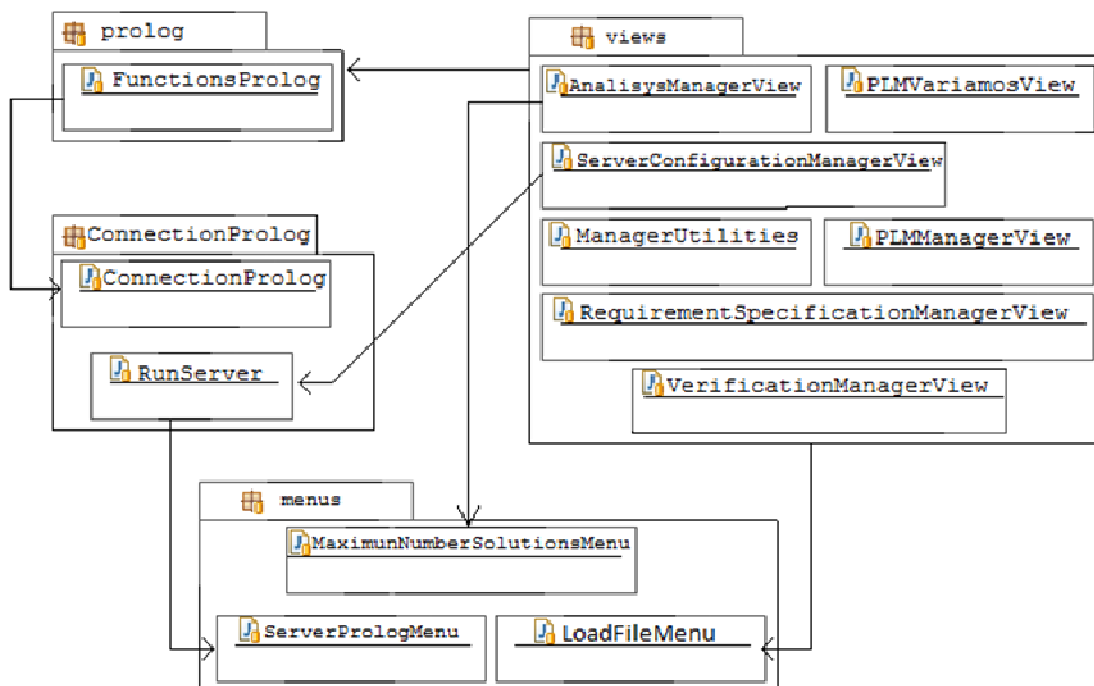 prolog
FunctionsProlog
ConnectionProlog
ConnectionProlog
RunServer
views
AnalisysManagerView
PLMVariamosView
ServerConfigurationManagerView
ManagerUtilities
PLMManagerView
RequirementSpecificationManagerView
VerificationManagerView
menus
MaximunNumberSolutionsMenu
ServerPrologMenu
LoadFileMenu